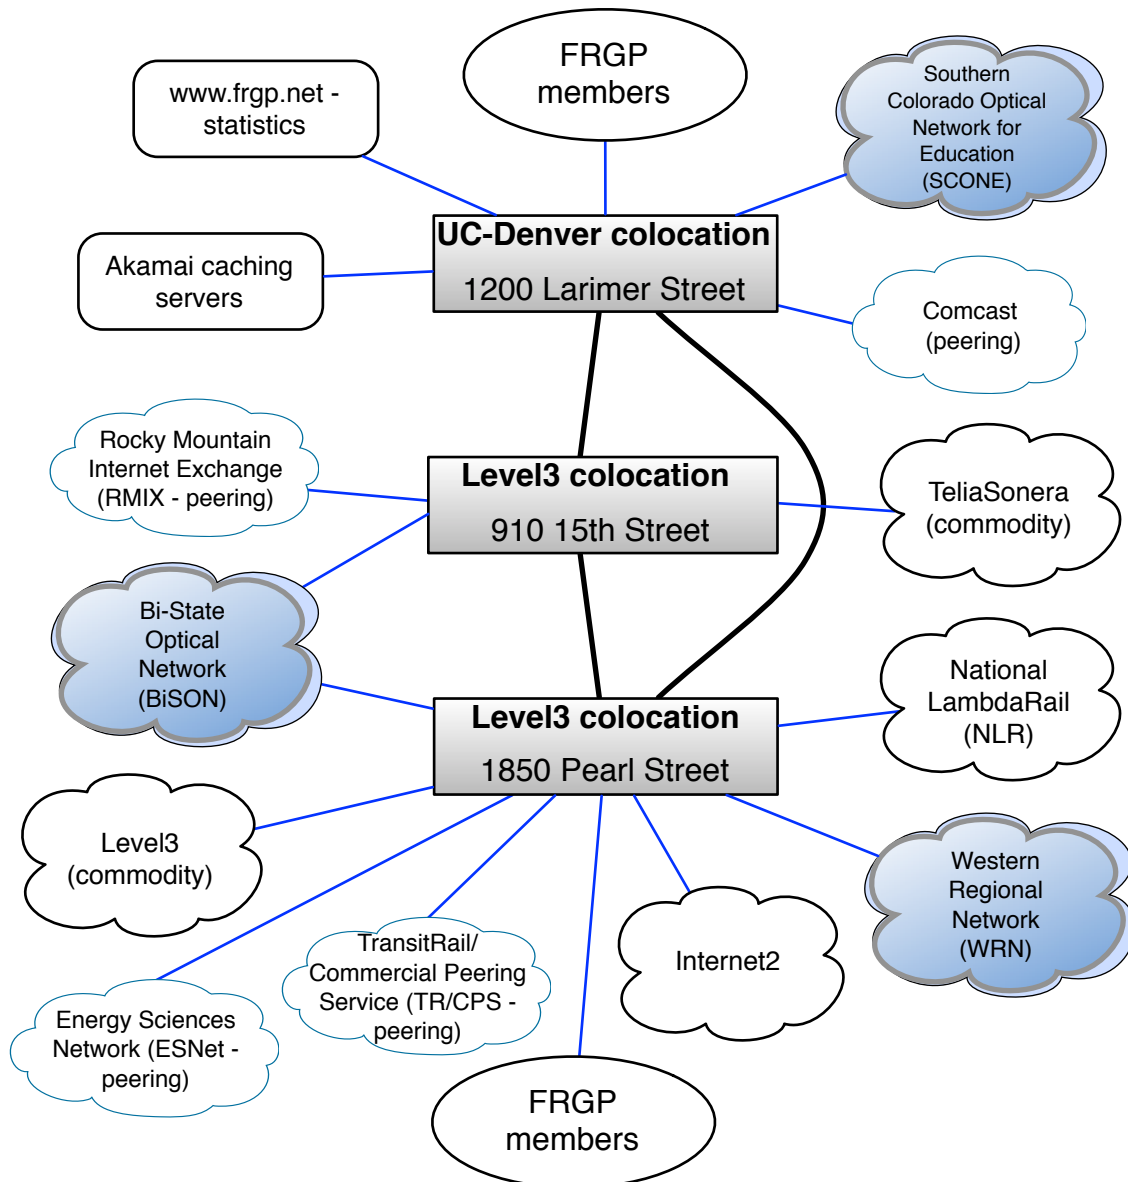 FRGP
members
www.frgp.net -
statistics
Southern
Colorado Optical
Network for
Education
(SCONE)
UC-Denver colocation
1200 Larimer Street
Akamai caching
servers
Comcast
(peering)
Rocky Mountain
Internet Exchange
(RMIX - peering)
Level3 colocation
910 15th Street
TeliaSonera
(commodity)
Bi-State
Optical
Network
(BiSON)
National
LambdaRail
(NLR)
Level3 colocation
1850 Pearl Street
Level3
(commodity)
Western
Regional
Network
(WRN)
TransitRail/
Commercial Peering
Service (TR/CPS -
peering)
Internet2
Energy Sciences
Network (ESNet -
peering)
FRGP
members